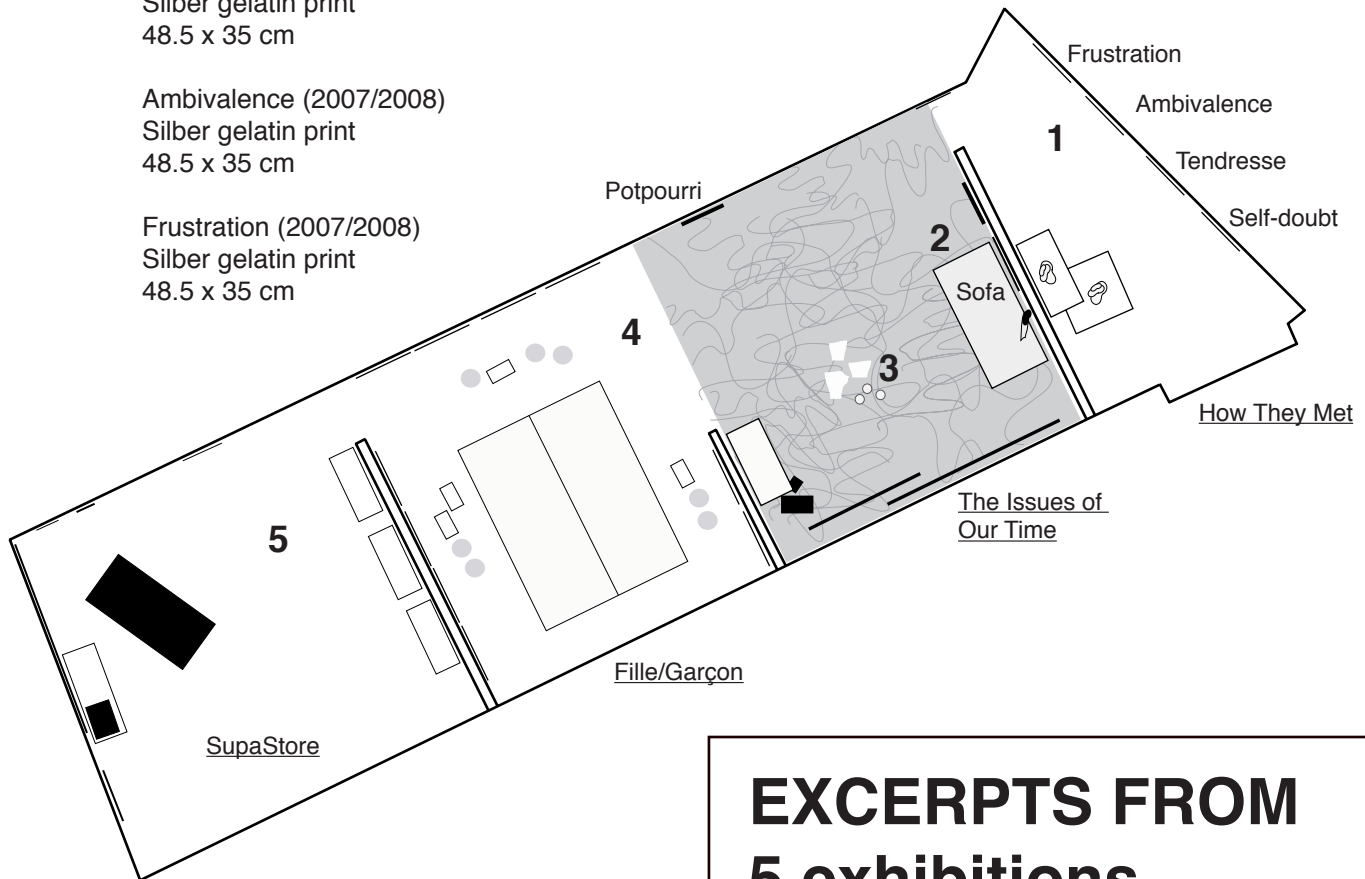 Silber gelatin print
48.5 x 35 cm
Ambivalence (2007/2008)
Silber gelatin print
48.5 x 35 cm
Frustration (2007/2008)
Silber gelatin print
48.5 x 35 cm
Frustration
Ambivalence
1
Tendresse
Self-doubt
Potpourri
2
Sofa
4
3
How They Met
The Issues of
Our Time
5
Fille/Garçon
SupaStore
EXCERPTS FROM
5 exhibitions